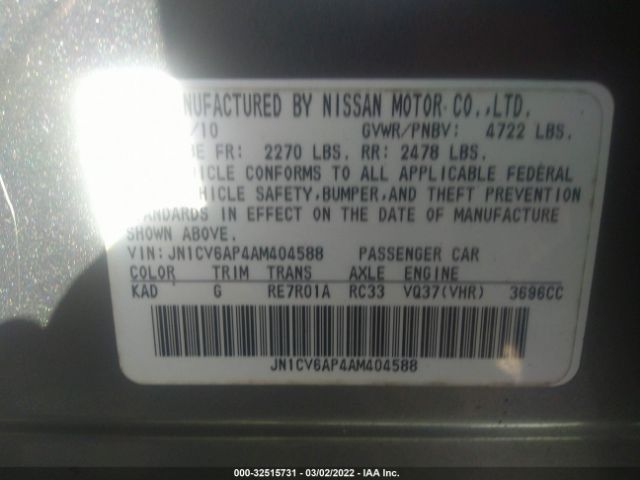 NUFACTURED BY NISSAN MOTOR CO.,LTD.
/10 GVWR/PNBV: 4722 LBS.
E FR: 2270 LBS. RR: 2478 LBS.
ICLE CONFORMS TO ALL APPLICABLE FEDERAL
HICLE SAFETY,BUMPER,AND THEFT PREVENTION
STANDARDS IN EFFECT ON THE DATE OF MANUFACTURE
SHOWN ABOVE.
VIN: JN1CV6AP4AM404588 PASSENGER CAR
COLOR TRIM TRANS AXLE ENGINE
KAD G RE7R01A RC33 VQ37(VHR) 3696CC
JN1CV6AP4AM404588
000-32515731 - 03/02/2022 - IAA Inc.